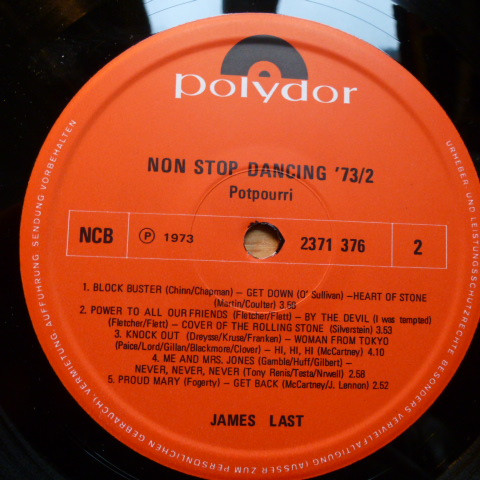 polydor
NON STOP DANCING '73/2
Potpourri
NCB
Ⓟ 1973
2371 376
2
1. BLOCK BUSTER (Chinn/Chapman) – GET DOWN (O' Sullivan) –HEART OF STONE
(Martin/Coulter) 3.55
2. POWER TO ALL OUR FRIENDS (Fletcher/Flett) – BY THE DEVIL (I was tempted)
(Fletcher/Flett) – COVER OF THE ROLLING STONE (Silverstein) 3.53
3. KNOCK OUT (Dreysse/Kruse/Franken) – WOMAN FROM TOKYO
(Paice/Lord/Gillan/Blackmore/Clover) – HI, HI, HI (McCartney) 4.10
4. ME AND MRS. JONES (Gamble/Huff/Gilbert) –
NEVER, NEVER, NEVER (Tony Renis/Testa/Nrwell) 2.58
5. PROUD MARY (Fogerty) – GET BACK (McCartney/J. Lennon) 2.52
JAMES LAST
URHEBER- UND LEISTUNGSSCHUTZRECHTE BESONDERS VERVIELFÄLTIGUNG (AUSSER ZUM PERSÖNLICHEN GEBRAUCH), VERMIETUNG, AUFFÜHRUNG, SENDUNG VORBEHALTEN